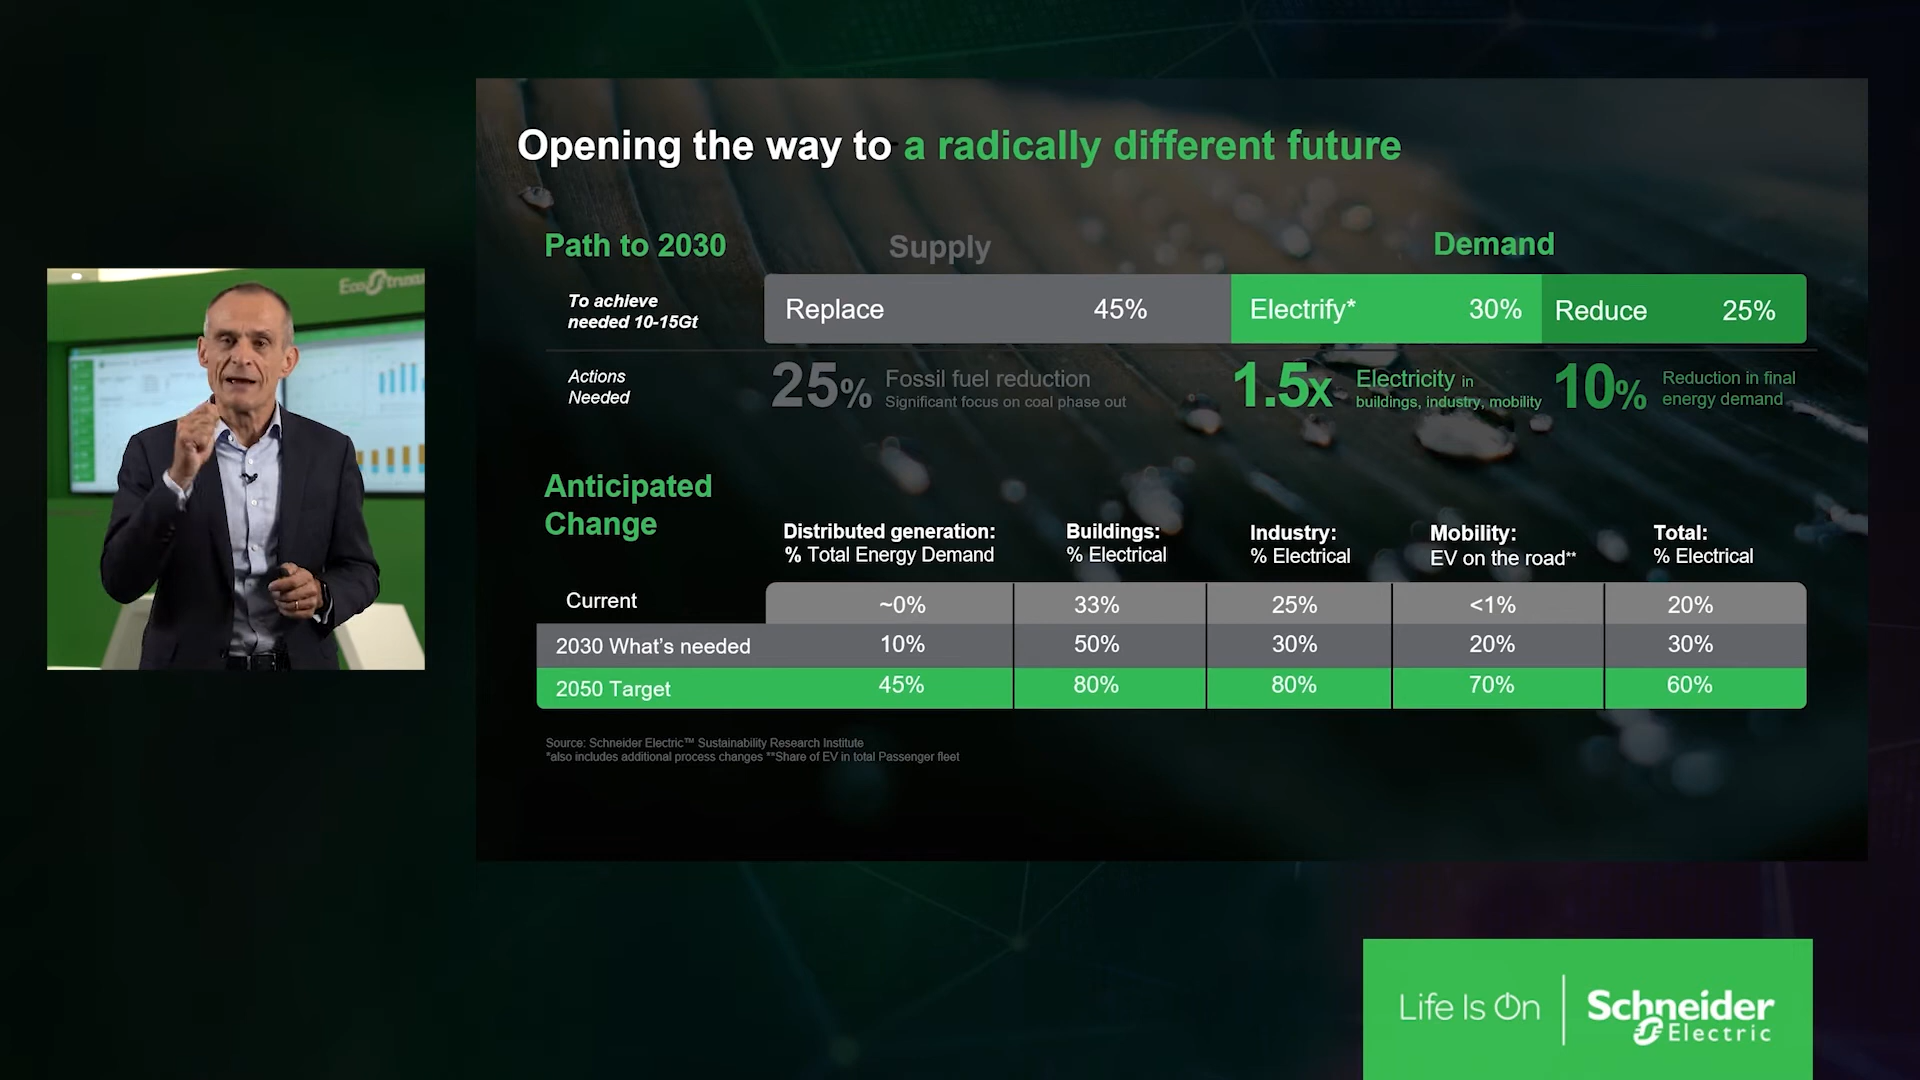 Opening the way to a radically different future
Path to 2030
Supply
Demand
To achieve
needed 10-15Gt
Replace 45%
Electrify* 30%
Reduce 25%
Actions
Needed
25% Fossil fuel reduction
Significant focus on coal phase out
1.5x Electricity in
buildings, industry, mobility
10% Reduction in final
energy demand
Anticipated
Change
Distributed generation:
% Total Energy Demand
Buildings:
% Electrical
Industry:
% Electrical
Mobility:
EV on the road**
Total:
% Electrical
Current ~0% 33% 25% <1% 20%
2030 What's needed 10% 50% 30% 20% 30%
2050 Target 45% 80% 80% 70% 60%
Source: Schneider Electric™ Sustainability Research Institute
*also includes additional process changes **Share of EV in total Passenger fleet
Life Is On
Schneider
Electric